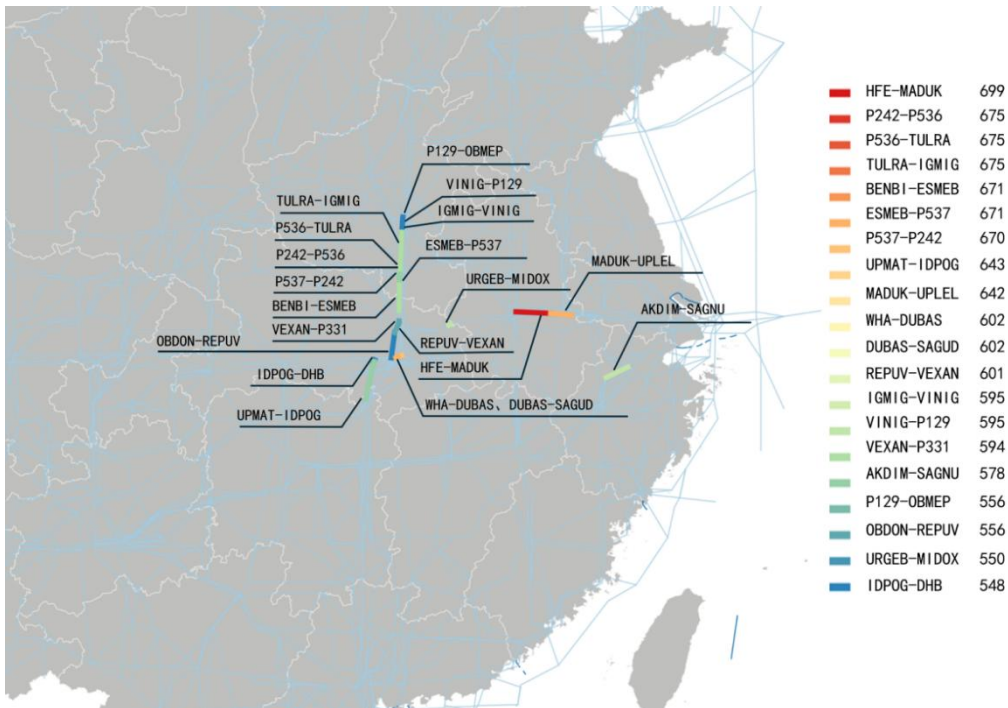 P129-OBMEP
VINIG-P129
TULRA-IGMIG
IGMIG-VINIG
P536-TULRA
ESMEB-P537
P242-P536
MADUK-UPLEL
URGEB-MIDOX
P537-P242
BENBI-ESMEB
AKDIM-SAGNU
VEXAN-P331
OBDON-REPUV
REPUV-VEXAN
IDPOG-DHB
HFE-MADUK
WHA-DUBAS、DUBAS-SAGUD
UPMAT-IDPOG
HFE-MADUK 699
P242-P536 675
P536-TULRA 675
TULRA-IGMIG 675
BENBI-ESMEB 671
ESMEB-P537 671
P537-P242 670
UPMAT-IDPOG 643
MADUK-UPLEL 642
WHA-DUBAS 602
DUBAS-SAGUD 602
REPUV-VEXAN 601
IGMIG-VINIG 595
VINIG-P129 595
VEXAN-P331 594
AKDIM-SAGNU 578
P129-OBMEP 556
OBDON-REPUV 556
URGEB-MIDOX 550
IDPOG-DHB 548